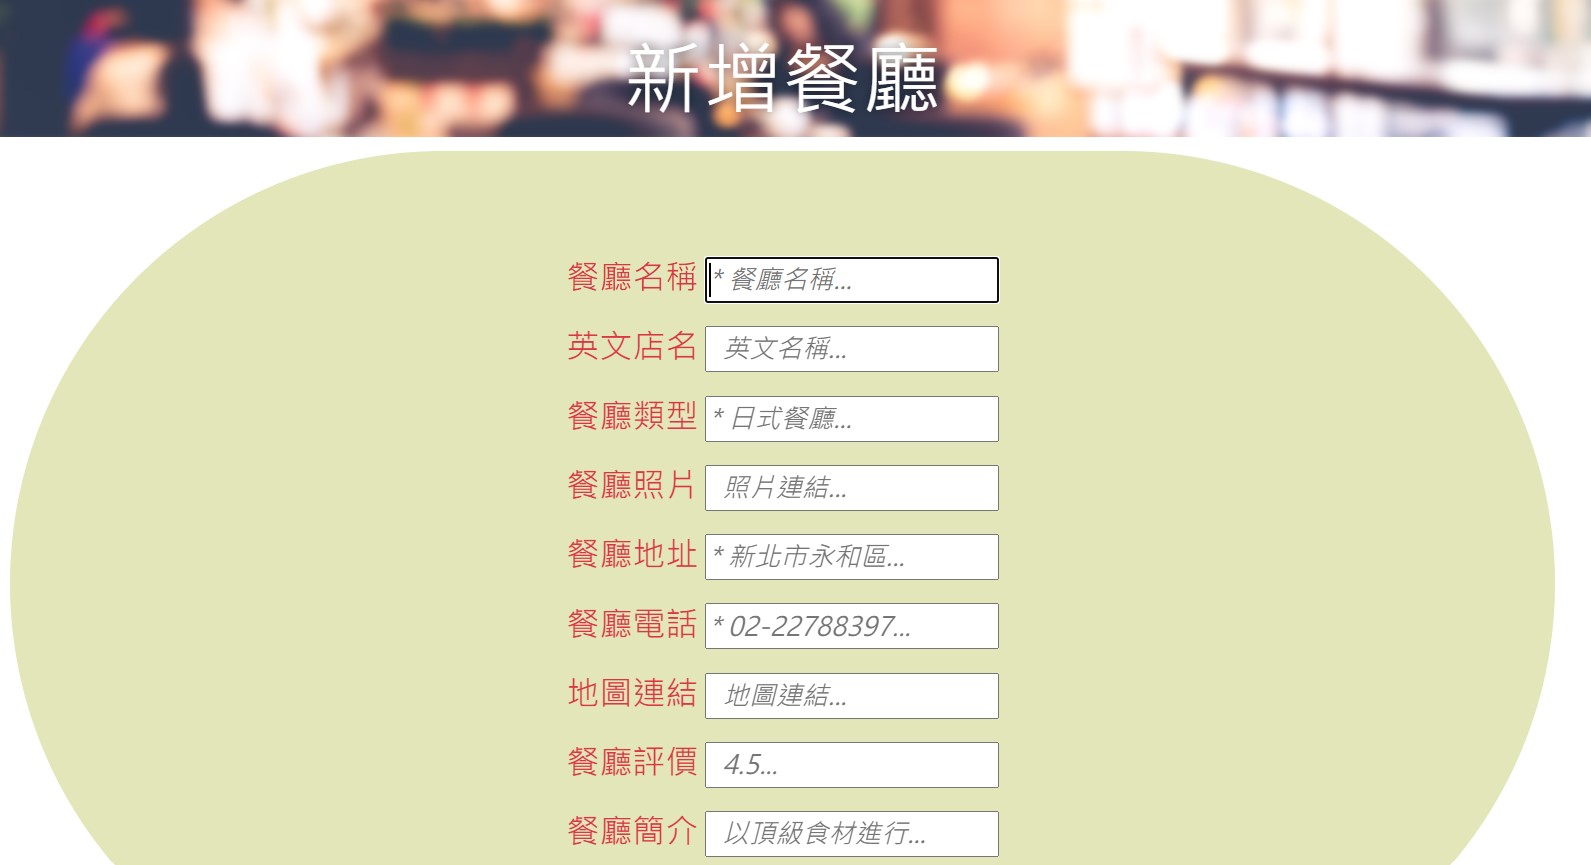 新增餐廳
餐廳名稱 * 餐廳名稱...
英文店名 英文名稱...
餐廳類型 * 日式餐廳...
餐廳照片 照片連結...
餐廳地址 * 新北市永和區...
餐廳電話 * 02-22788397...
地圖連結 地圖連結...
餐廳評價 4.5...
餐廳簡介 以頂級食材進行...